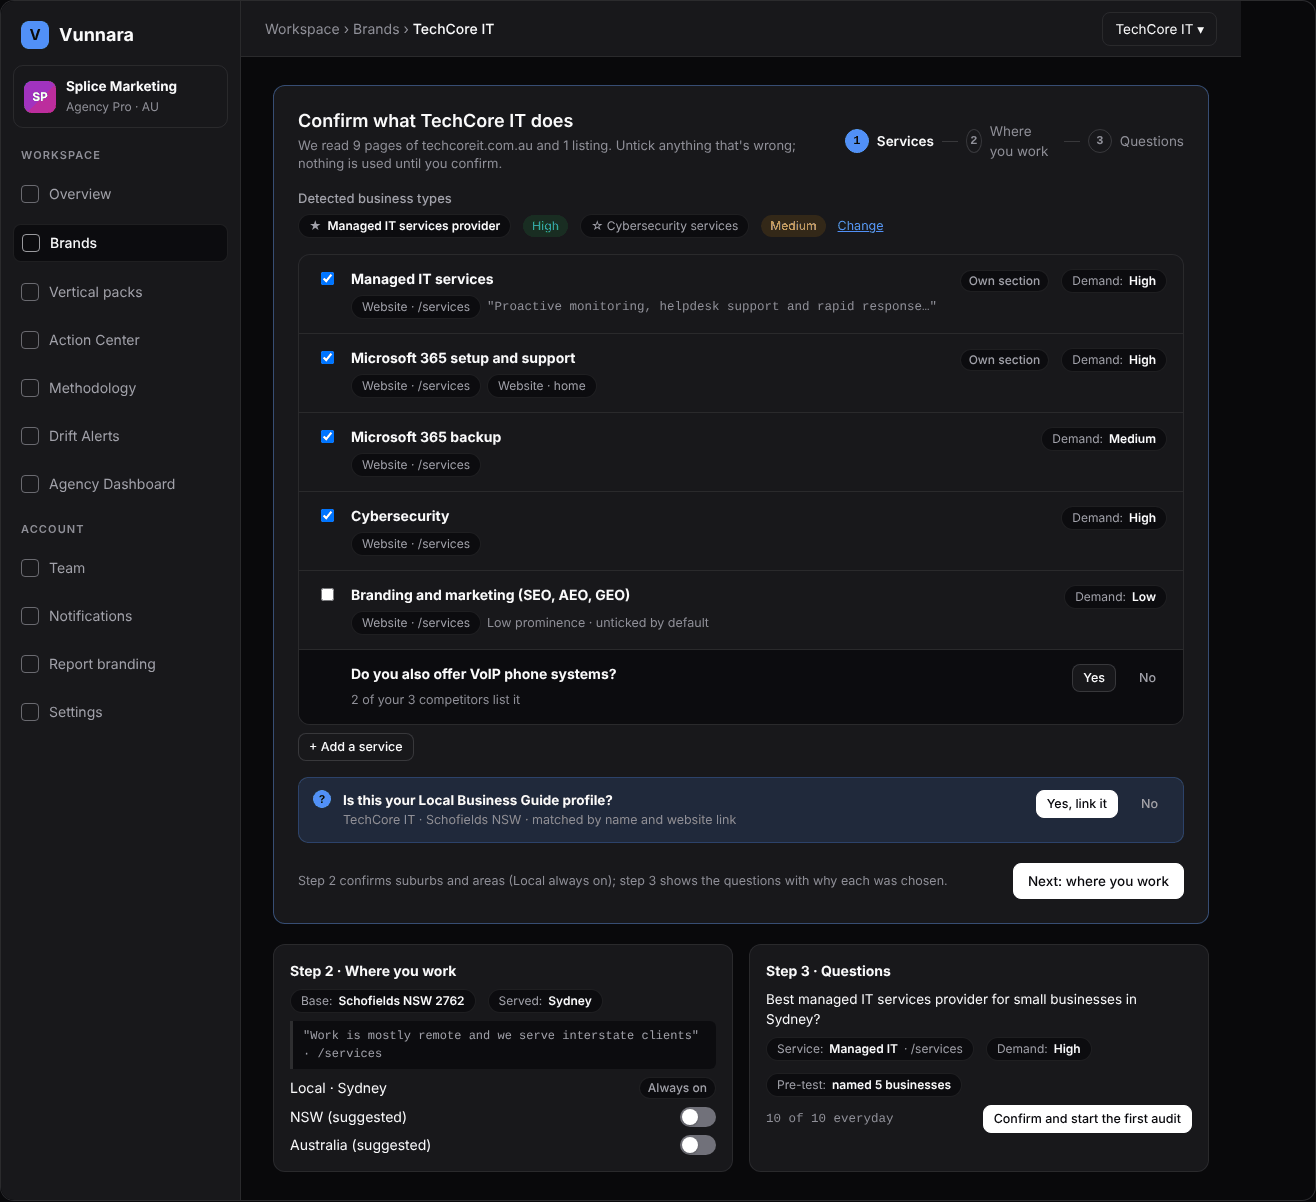 V Vunnara
Workspace › Brands › TechCore IT
TechCore IT ▾
SP
Splice Marketing
Agency Pro · AU
WORKSPACE
Overview
Brands
Vertical packs
Action Center
Methodology
Drift Alerts
Agency Dashboard
ACCOUNT
Team
Notifications
Report branding
Settings
Confirm what TechCore IT does
We read 9 pages of techcoreit.com.au and 1 listing. Untick anything that's wrong;
nothing is used until you confirm.
1 Services — 2 Where you work — 3 Questions
Detected business types
★ Managed IT services provider High ☆ Cybersecurity services Medium Change
Managed IT services
Own section Demand: High
Website · /services "Proactive monitoring, helpdesk support and rapid response…"
Microsoft 365 setup and support
Own section Demand: High
Website · /services Website · home
Microsoft 365 backup
Demand: Medium
Website · /services
Cybersecurity
Demand: High
Website · /services
Branding and marketing (SEO, AEO, GEO)
Demand: Low
Website · /services Low prominence · unticked by default
Do you also offer VoIP phone systems?
Yes No
2 of your 3 competitors list it
+ Add a service
? Is this your Local Business Guide profile?
TechCore IT · Schofields NSW · matched by name and website link
Yes, link it No
Step 2 confirms suburbs and areas (Local always on); step 3 shows the questions with why each was chosen.
Next: where you work
Step 2 · Where you work
Base: Schofields NSW 2762 Served: Sydney
"Work is mostly remote and we serve interstate clients"
· /services
Local · Sydney Always on
NSW (suggested)
Australia (suggested)
Step 3 · Questions
Best managed IT services provider for small businesses in
Sydney?
Service: Managed IT · /services Demand: High
Pre-test: named 5 businesses
10 of 10 everyday
Confirm and start the first audit